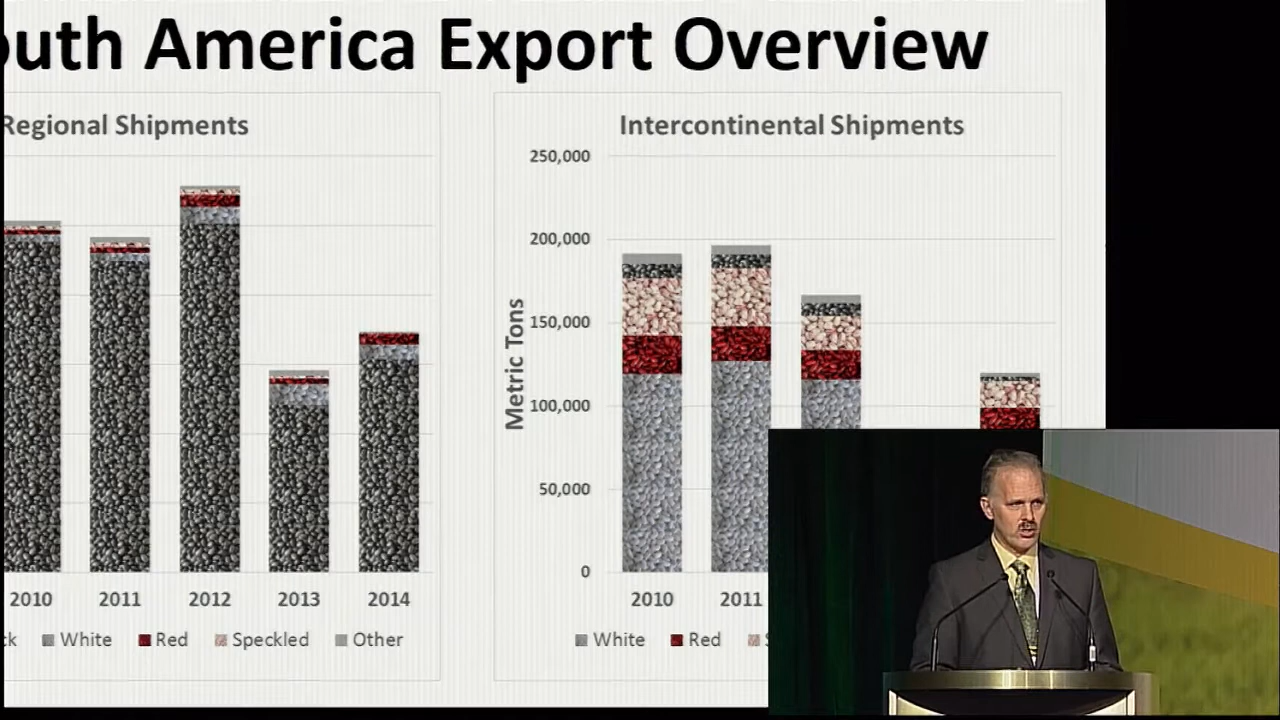 outh America Export Overview
Regional Shipments
2010 2011 2012 2013 2014
ck White Red Speckled Other
Intercontinental Shipments
Metric Tons
250,000
200,000
150,000
100,000
50,000
0
2010 2011
White Red S